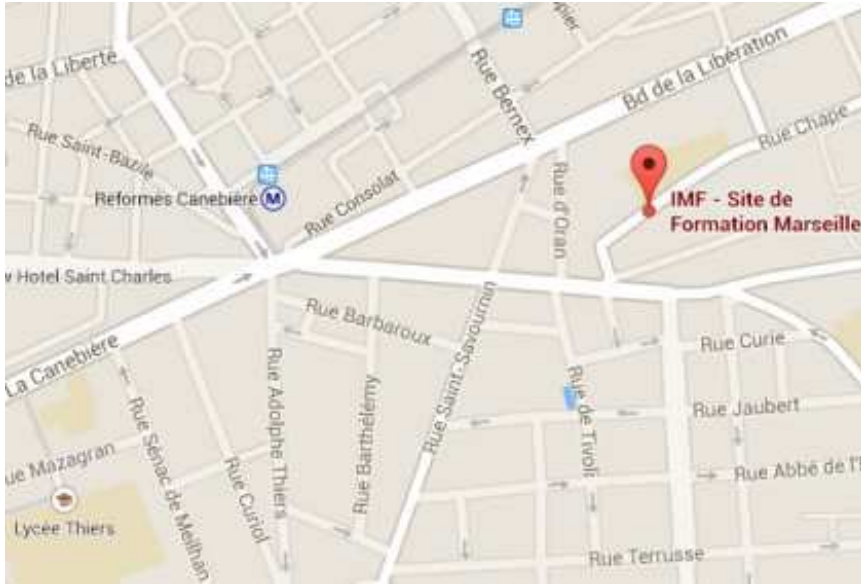 de la Liberté
Rue Saint-Bazile
Réformés Canebière
M
Rue Consolat
Rue Bernex
Bd de la Libération
Rue Chape
Rue d'Oran
IMF - Site de
Formation Marseille
Hotel Saint Charles
La Canebière
Rue Barbaroux
Rue Saint-Savournin
Rue Curie
Rue Adolphe Thiers
Rue Barthélémy
Rue de Tivoli
Rue Jaubert
Rue Sénac de Meilhan
Rue Curiol
ue Mazagran
Rue Abbé de l'
Lycée Thiers
Rue Terrusse